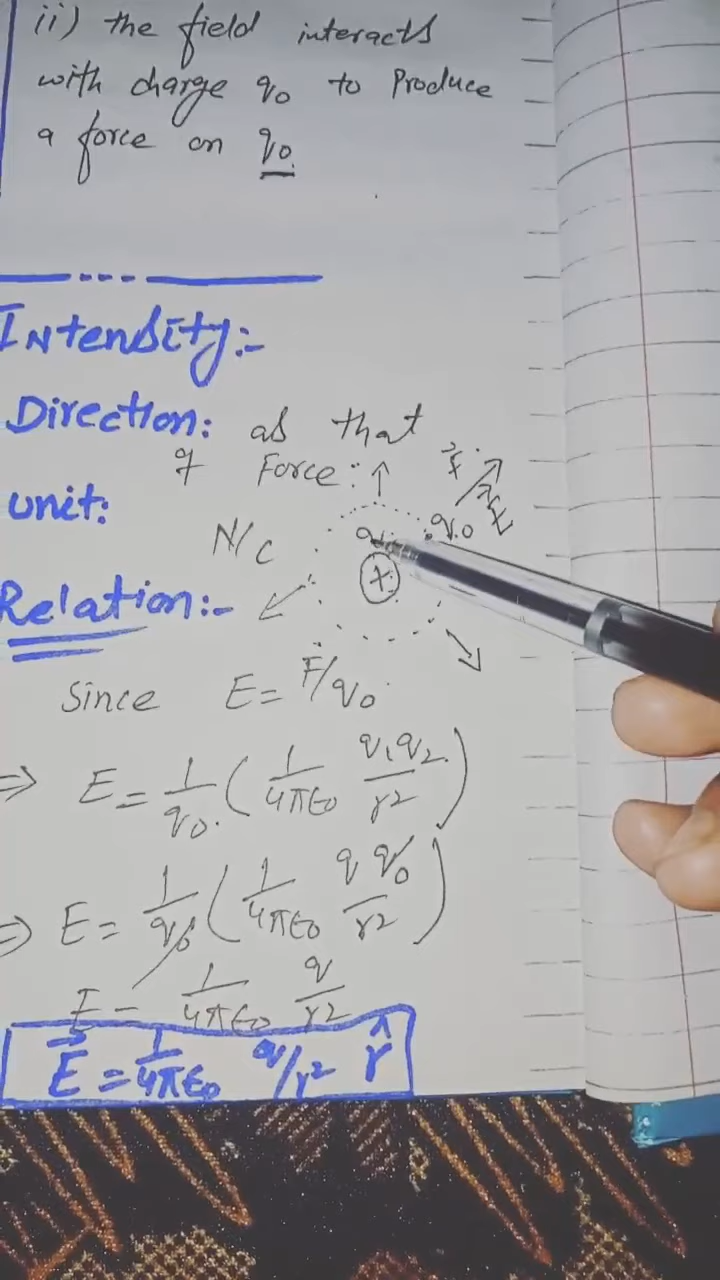 ii) the field interacts
with charge q₀ to Produce
a force on q₀.
Intensity:-
Direction: as that
of Force:
unit:
N/C
q q.₀
F
E
+
Relation:-
Since E = F/q₀
⇒ E = 1/q₀. ( 1/4πε₀ q₁q₂/r² )
⇒ E = 1/q₀ ( 1/4πε₀ q q₀/r² )
E = 1/4πε₀ q/r²
E⃗ = 1/4πε₀ q/r² r̂